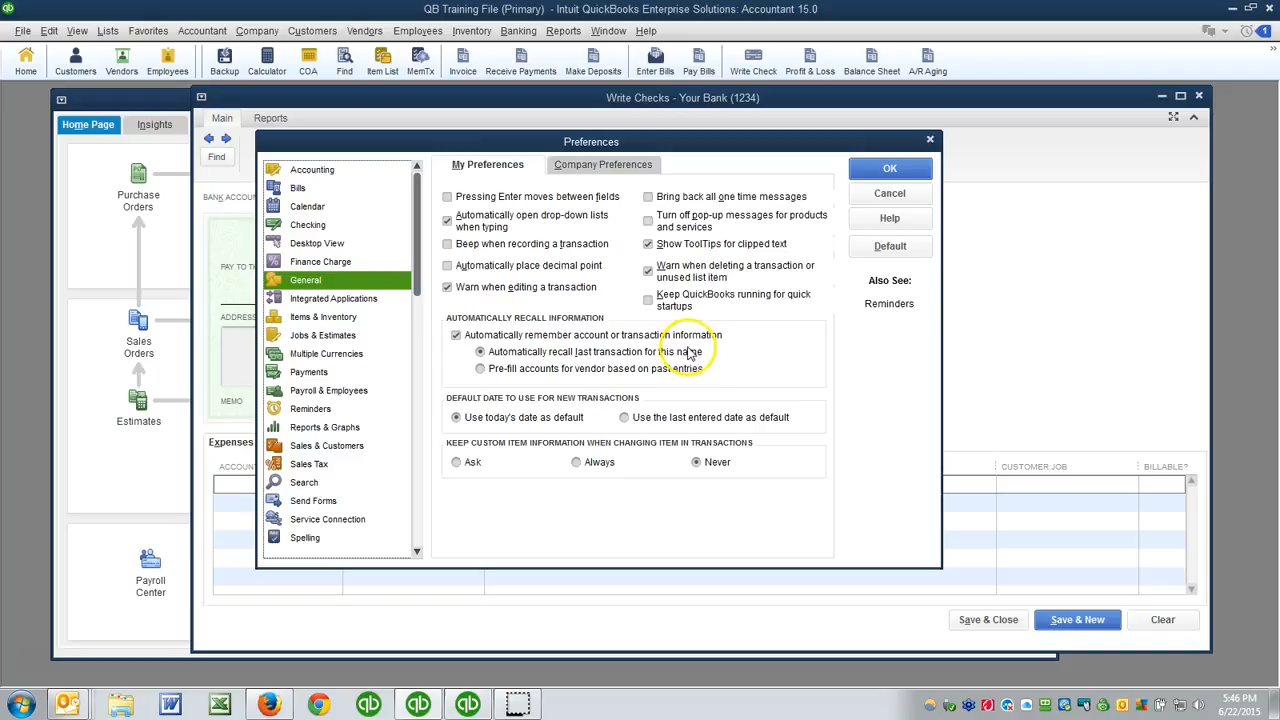 QB Training File (Primary) - Intuit QuickBooks Enterprise Solutions: Accountant 15.0
File Edit View Lists Favorites Accountant Company Customers Vendors Employees Inventory Banking Reports Window Help
1
Home Customers Vendors Employees Backup Calculator COA Find Item List MemTx Invoice Receive Payments Make Deposits Enter Bills Pay Bills Write Check Profit & Loss Balance Sheet A/R Aging
Write Checks - Your Bank (1234)
Main Reports
Home Page Insights
Find
Purchase
Orders
Sales
Orders
Estimates
Payroll
Center
BANK ACCOU
PAY TO T
ADDRES
MEMO
Expenses
ACCOU
CUSTOMER:JOB BILLABLE?
Preferences
Accounting
Bills
Calendar
Checking
Desktop View
Finance Charge
General
Integrated Applications
Items & Inventory
Jobs & Estimates
Multiple Currencies
Payments
Payroll & Employees
Reminders
Reports & Graphs
Sales & Customers
Sales Tax
Search
Send Forms
Service Connection
Spelling
My Preferences Company Preferences
Pressing Enter moves between fields
Automatically open drop-down lists
when typing
Beep when recording a transaction
Automatically place decimal point
Warn when editing a transaction
Bring back all one time messages
Turn off pop-up messages for products
and services
Show ToolTips for clipped text
Warn when deleting a transaction or
unused list item
Keep QuickBooks running for quick
startups
AUTOMATICALLY RECALL INFORMATION
Automatically remember account or transaction information
Automatically recall last transaction for this name
Pre-fill accounts for vendor based on past entries
DEFAULT DATE TO USE FOR NEW TRANSACTIONS
Use today's date as default Use the last entered date as default
KEEP CUSTOM ITEM INFORMATION WHEN CHANGING ITEM IN TRANSACTIONS
Ask Always Never
OK
Cancel
Help
Default
Also See:
Reminders
Save & Close Save & New Clear
5:46 PM
6/22/2015